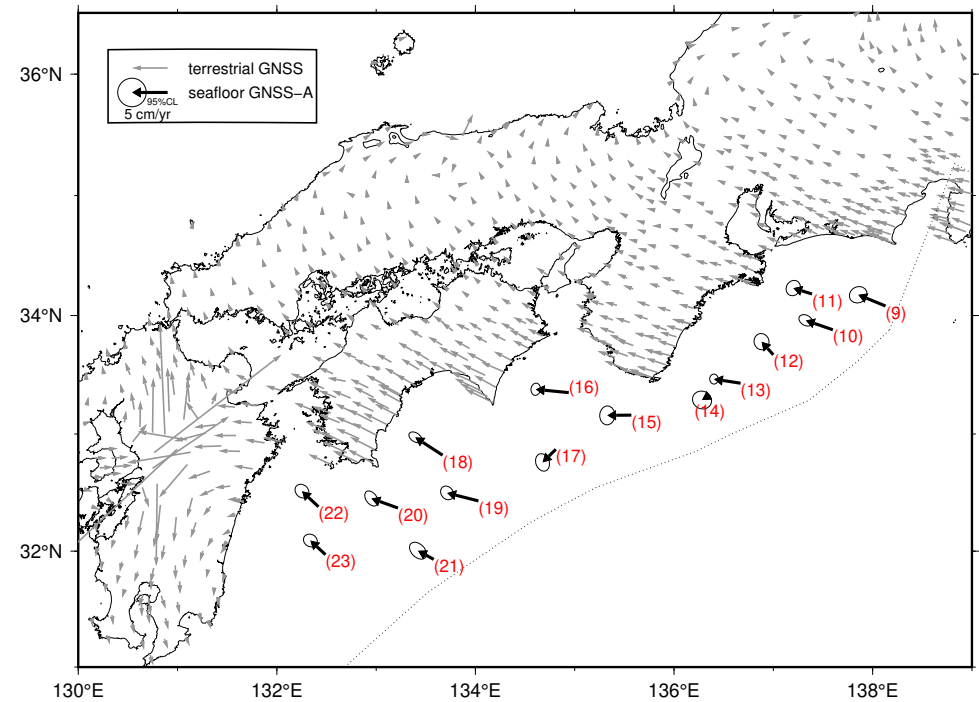 36°N
34°N
32°N
130°E
132°E
134°E
136°E
138°E
terrestrial GNSS
seafloor GNSS−A
95%CL
5 cm/yr
(9)
(10)
(11)
(12)
(13)
(14)
(15)
(16)
(17)
(18)
(19)
(20)
(21)
(22)
(23)